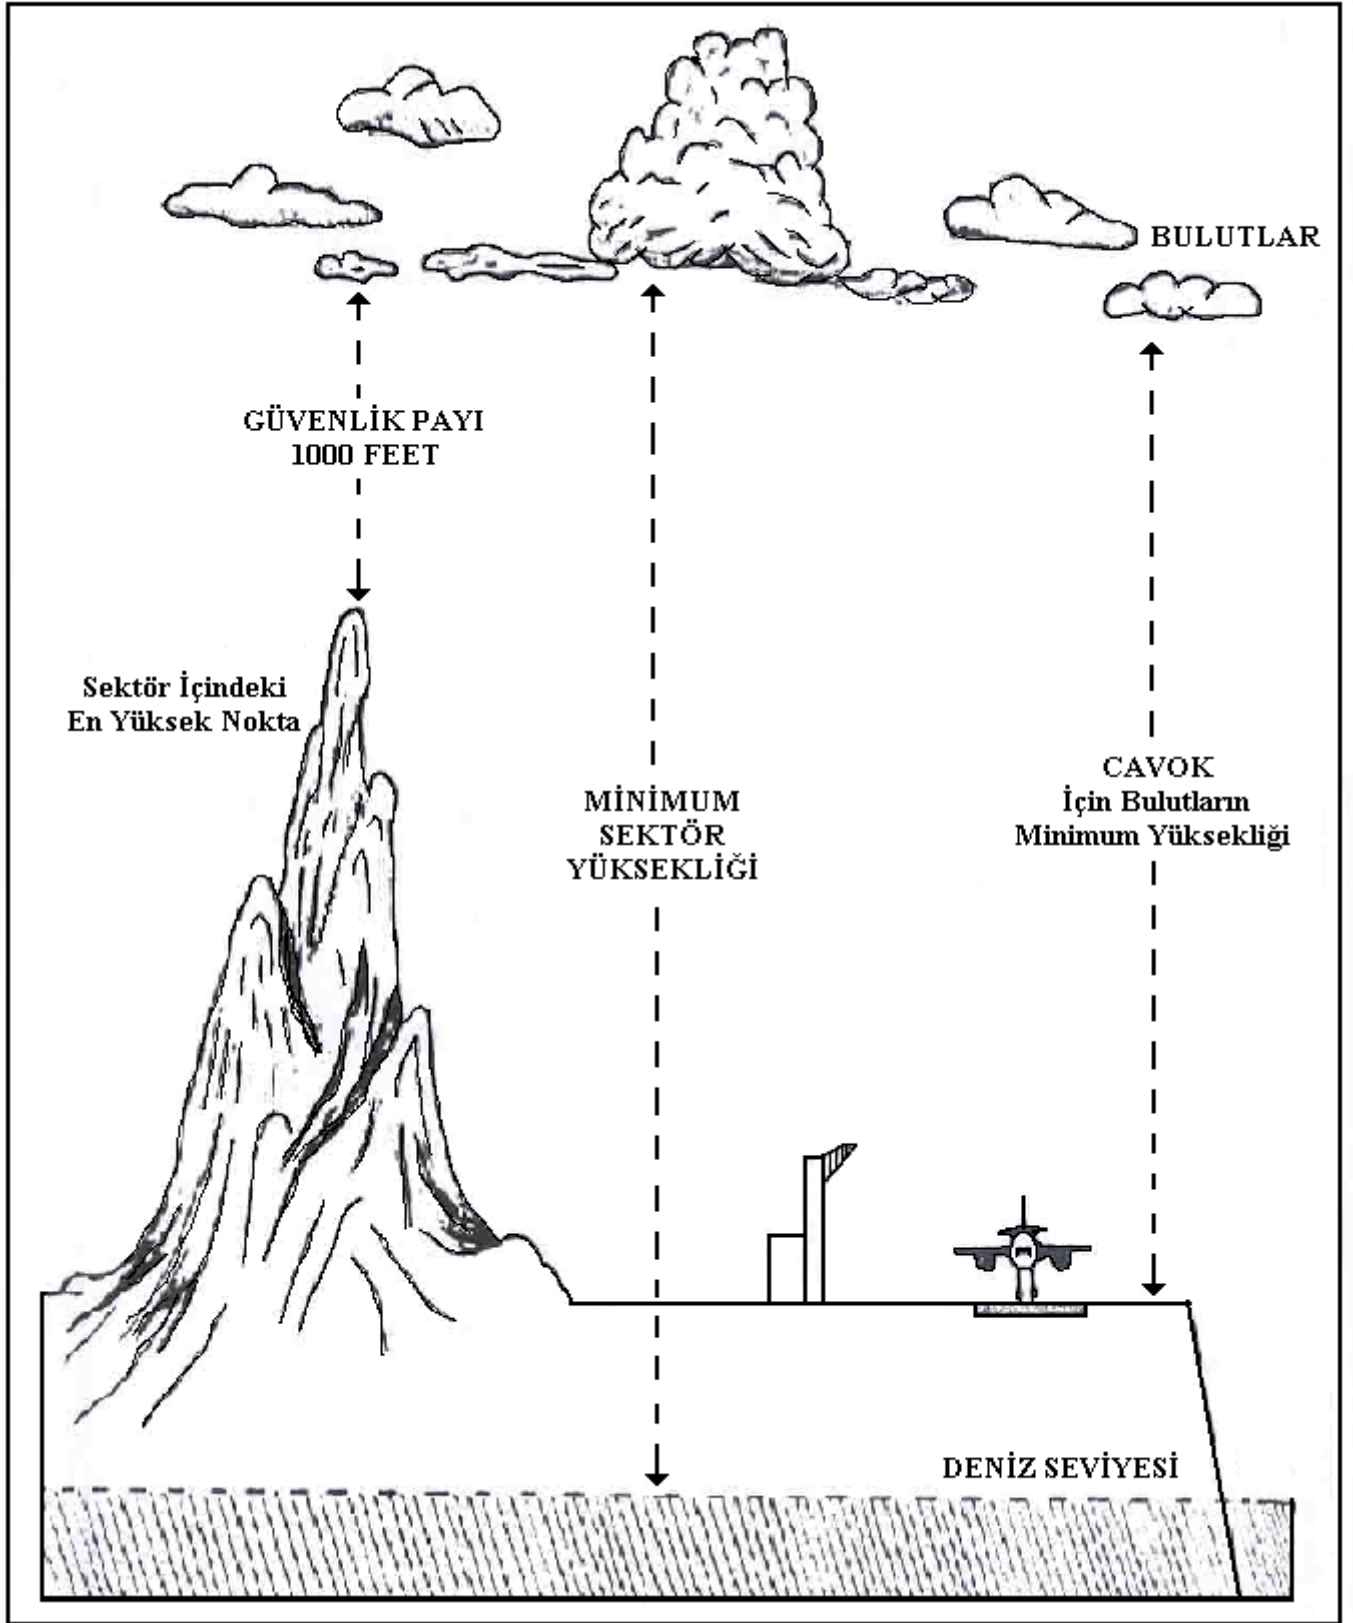 BULUTLAR
GÜVENLİK PAYI
1000 FEET
Sektör İçindeki
En Yüksek Nokta
MİNİMUM
SEKTÖR
YÜKSEKLİĞİ
CAVOK
İçin Bulutların
Minimum Yüksekliği
DENİZ SEVİYESİ